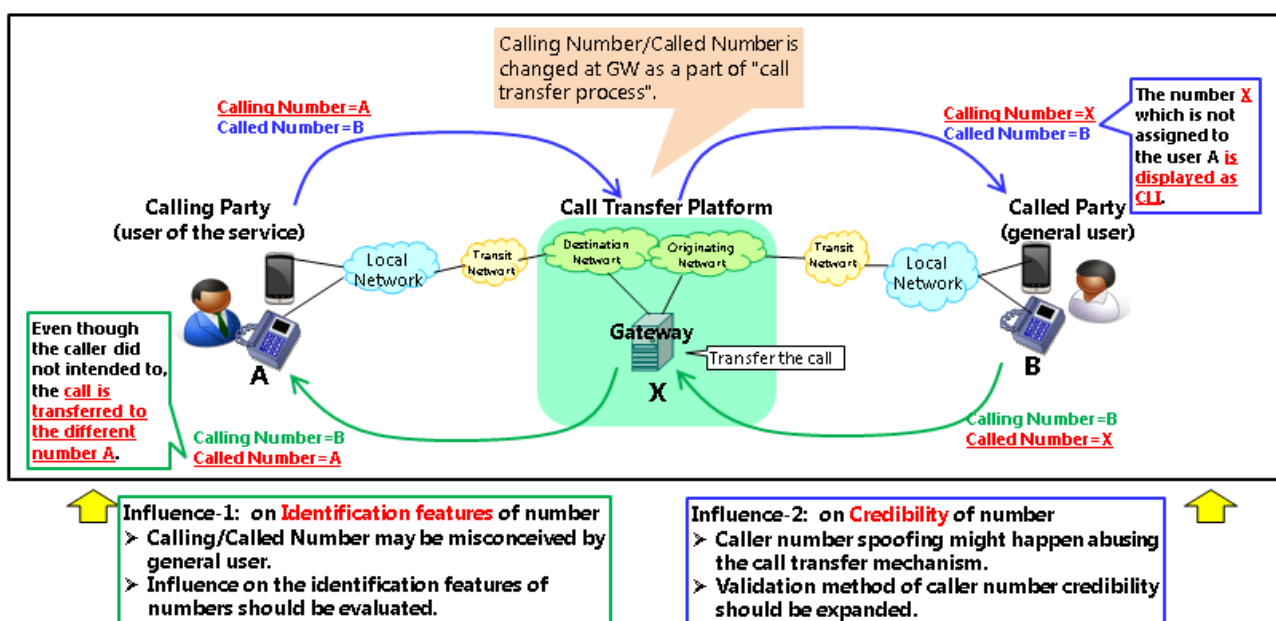 Calling Number/Called Number is
changed at GW as a part of "call
transfer process".
Calling Number=A
Called Number=B
Calling Number=X
Called Number=B
The number X
which is not
assigned to
the user A is
displayed as
CLI.
Calling Party
(user of the service)
Call Transfer Platform
Called Party
(general user)
Local
Network
Transit
Network
Destination
Network
Originating
Network
Transit
Network
Local
Network
Gateway
Transfer the call
A
X
B
Even though
the caller did
not intended to,
the call is
transferred to
the different
number A.
Calling Number=B
Called Number=A
Calling Number=B
Called Number=X
Influence-1: on Identification features of number
➢ Calling/Called Number may be misconceived by
general user.
➢ Influence on the identification features of
numbers should be evaluated.
Influence-2: on Credibility of number
➢ Caller number spoofing might happen abusing
the call transfer mechanism.
➢ Validation method of caller number credibility
should be expanded.